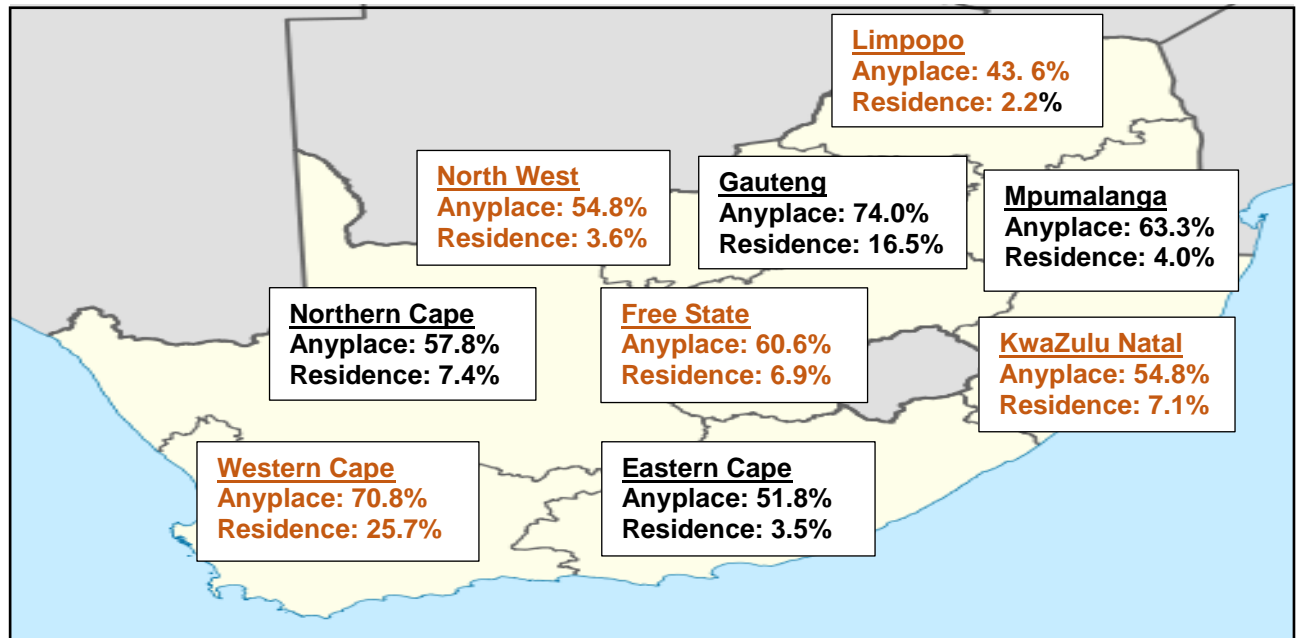 Limpopo
Anyplace: 43. 6%
Residence: 2.2%
North West
Anyplace: 54.8%
Residence: 3.6%
Gauteng
Anyplace: 74.0%
Residence: 16.5%
Mpumalanga
Anyplace: 63.3%
Residence: 4.0%
Northern Cape
Anyplace: 57.8%
Residence: 7.4%
Free State
Anyplace: 60.6%
Residence: 6.9%
KwaZulu Natal
Anyplace: 54.8%
Residence: 7.1%
Western Cape
Anyplace: 70.8%
Residence: 25.7%
Eastern Cape
Anyplace: 51.8%
Residence: 3.5%